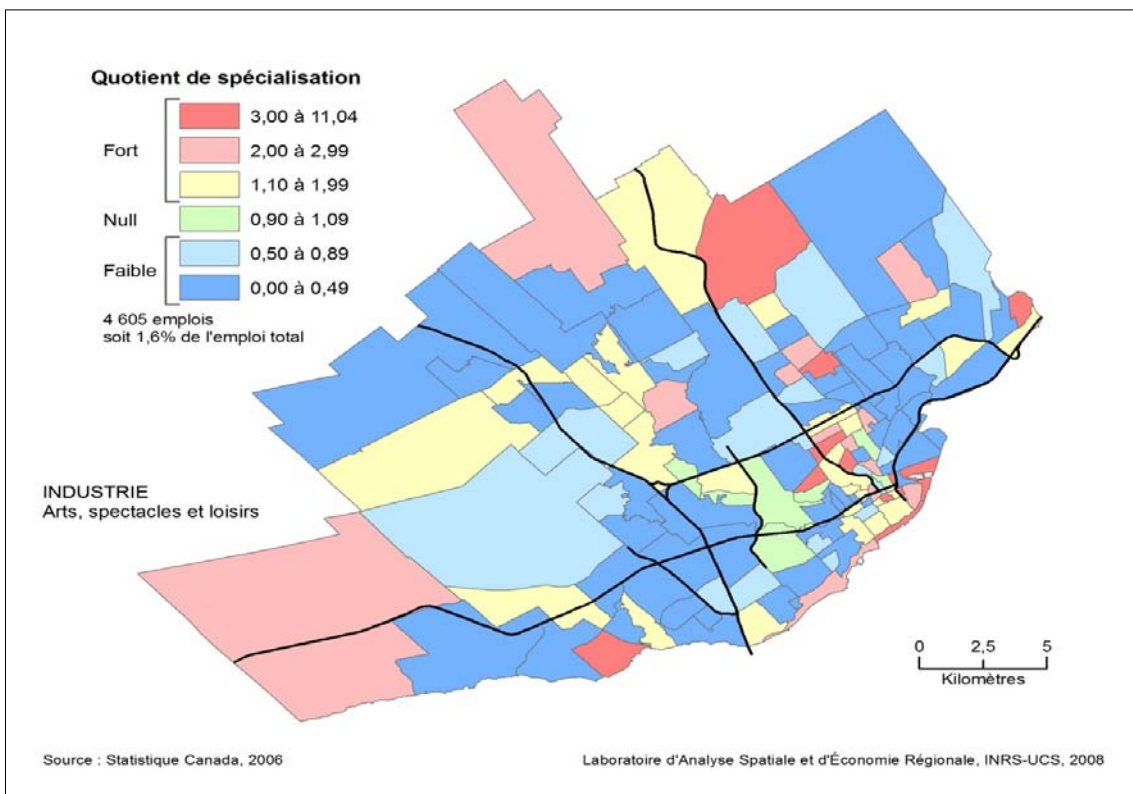 Quotient de spécialisation
Fort
3,00 à 11,04
2,00 à 2,99
1,10 à 1,99
Null
0,90 à 1,09
Faible
0,50 à 0,89
0,00 à 0,49
4 605 emplois
soit 1,6% de l'emploi total
INDUSTRIE
Arts, spectacles et loisirs
0 2,5 5
Kilomètres
Source : Statistique Canada, 2006
Laboratoire d'Analyse Spatiale et d'Économie Régionale, INRS-UCS, 2008